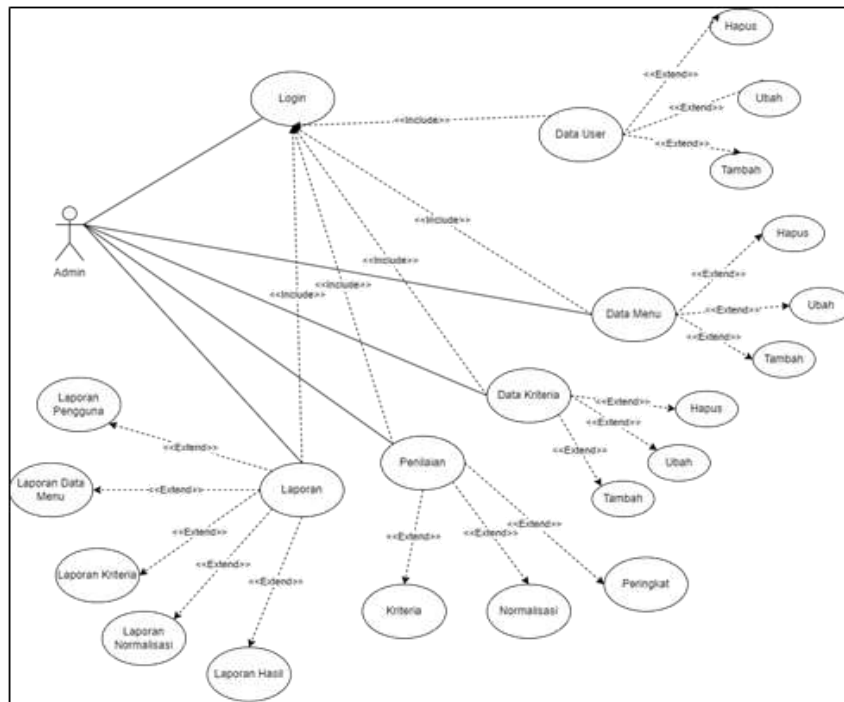 Hapus
<<Extend>>
Login
Ubah
<<Extend>>
<<Include>>
Data User
<<Extend>>
Tambah
<<Include>>
Hapus
Admin
<<Include>>
<<Extend>>
<<Include>>
<<Include>>
<<Extend>>
Ubah
Data Menu
<<Extend>>
Tambah
Laporan
Pengguna
Data Kriteria
<<Extend>>
Hapus
<<Extend>>
<<Extend>>
<<Extend>>
Ubah
Penilaian
Laporan Data
Menu
<<Extend>>
Laporan
Tambah
<<Extend>>
<<Extend>>
<<Extend>>
<<Extend>>
<<Extend>>
<<Extend>>
Laporan Kriteria
Peringkat
Kriteria
Normalisasi
Laporan
Normalisasi
Laporan Hasil